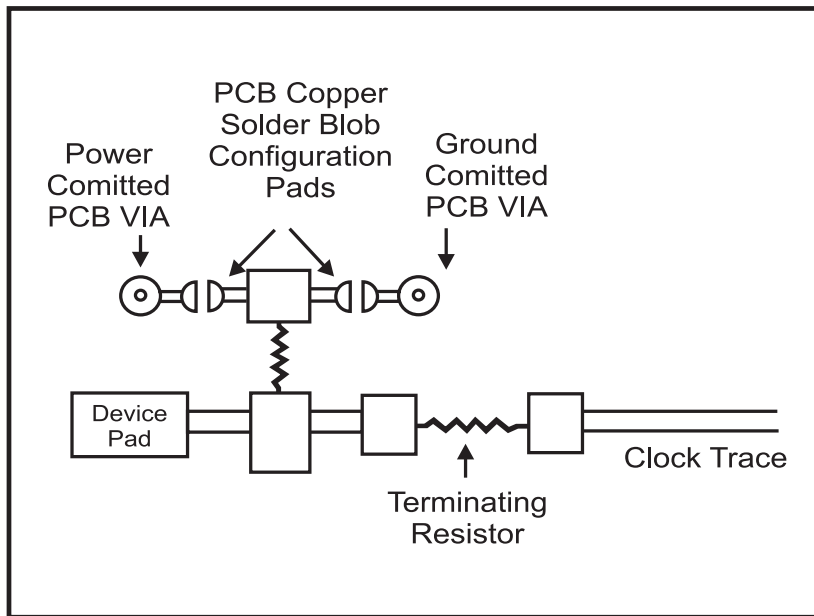 PCB Copper
Solder Blob
Configuration
Pads
Power
Comitted
PCB VIA
Ground
Comitted
PCB VIA
Device
Pad
Clock Trace
Terminating
Resistor